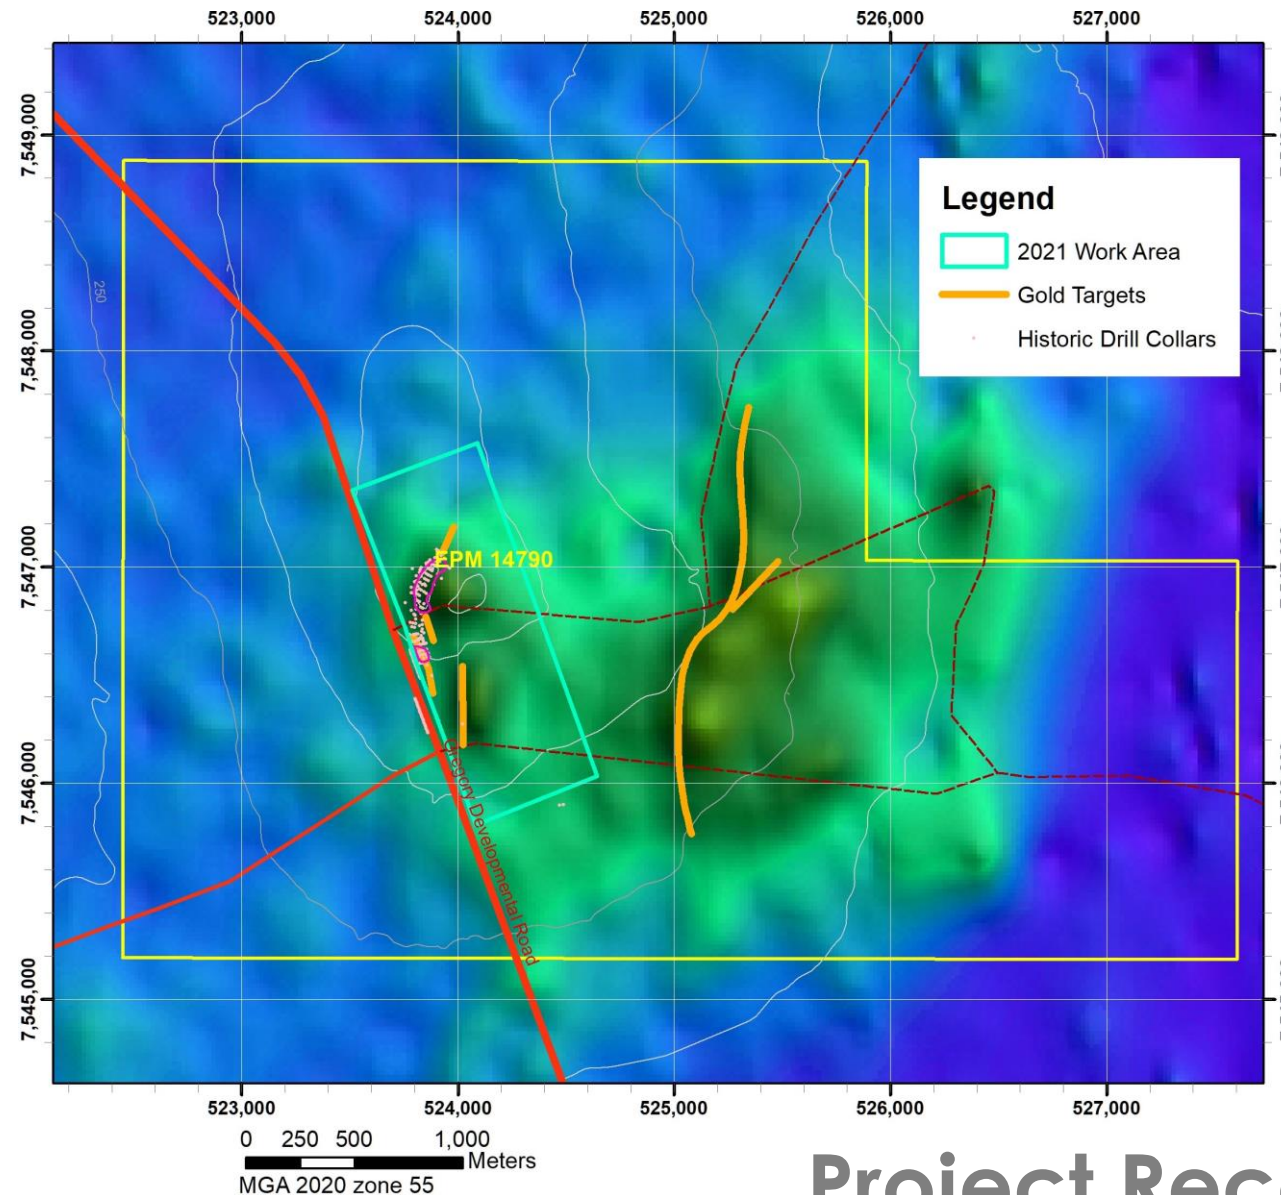 523,000 524,000 525,000 526,000 527,000
7,549,000
7,548,000
7,547,000
7,546,000
7,545,000
250
Legend
2021 Work Area
Gold Targets
Historic Drill Collars
EPM 14790
Gregory Developmental Road
523,000 524,000 525,000 526,000 527,000
0 250 500 1,000
Meters
MGA 2020 zone 55